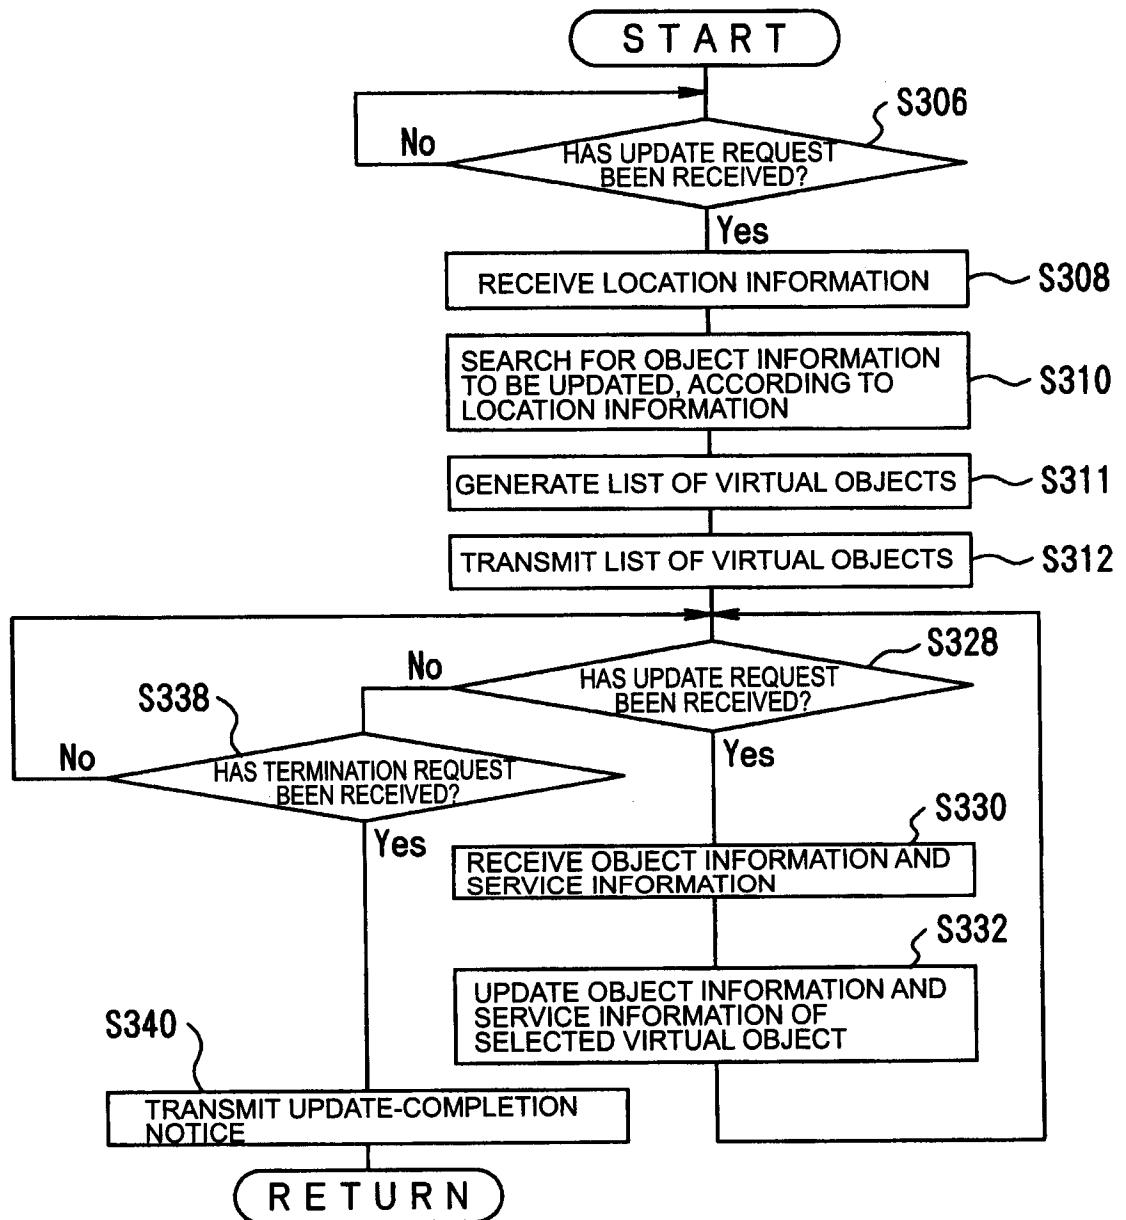 START
S306
No
HAS UPDATE REQUEST
BEEN RECEIVED?
Yes
RECEIVE LOCATION INFORMATION
S308
SEARCH FOR OBJECT INFORMATION
TO BE UPDATED, ACCORDING TO
LOCATION INFORMATION
S310
GENERATE LIST OF VIRTUAL OBJECTS
S311
TRANSMIT LIST OF VIRTUAL OBJECTS
S312
S328
No
HAS UPDATE REQUEST
BEEN RECEIVED?
Yes
S338
No
HAS TERMINATION REQUEST
BEEN RECEIVED?
Yes
S330
RECEIVE OBJECT INFORMATION AND
SERVICE INFORMATION
S332
UPDATE OBJECT INFORMATION AND
SERVICE INFORMATION OF
SELECTED VIRTUAL OBJECT
S340
TRANSMIT UPDATE-COMPLETION
NOTICE
RETURN